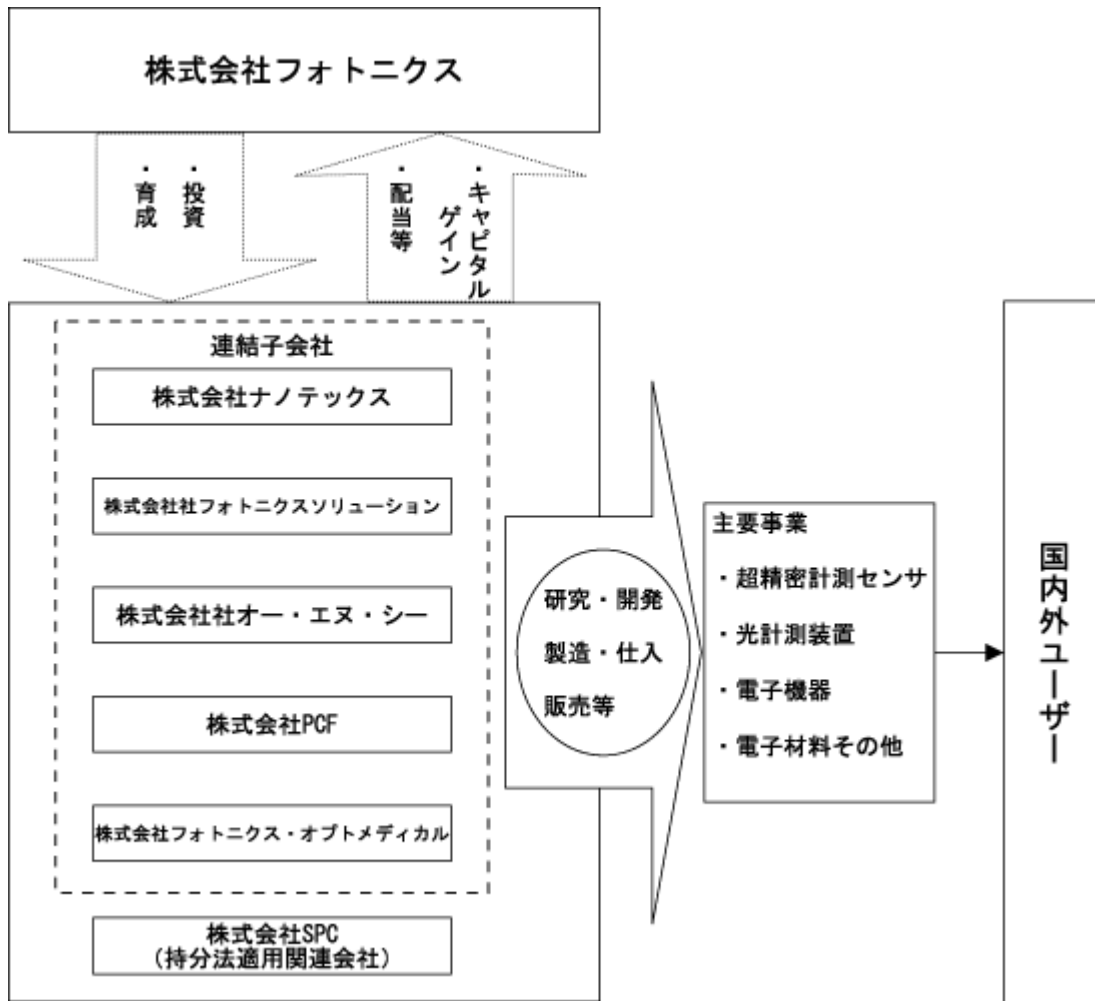 株式会社フォトニクス
・投資
・育成
・キャピタル
ゲイン
・配当等
連結子会社
株式会社ナノテックス
株式会社社フォトニクスソリューション
株式会社社オー・エヌ・シー
株式会社PCF
株式会社フォトニクス・オプトメディカル
株式会社SPC
(持分法適用関連会社)
研究・開発
製造・仕入
販売等
主要事業
・超精密計測センサ
・光計測装置
・電子機器
・電子材料その他
国内外ユーザー